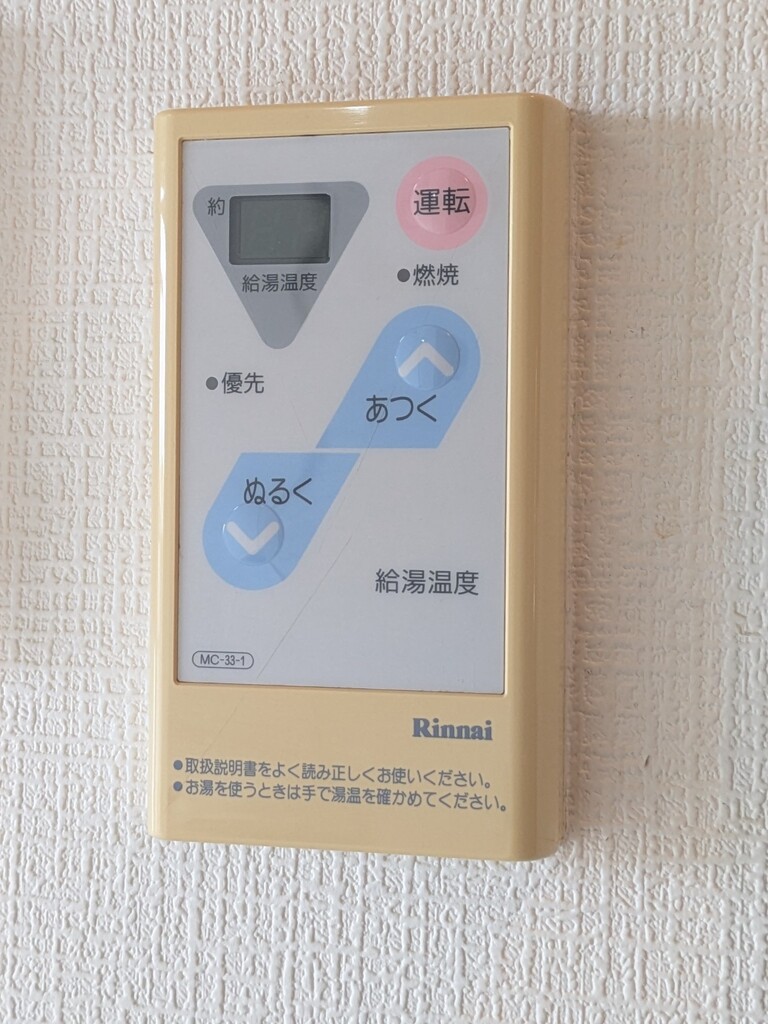 約
運転
給湯温度
●燃焼
●優先
あつく
ぬるく
給湯温度
MC-33-1
Rinnai
●取扱説明書をよく読み正しくお使いください。
●お湯を使うときは手で湯温を確かめてください。